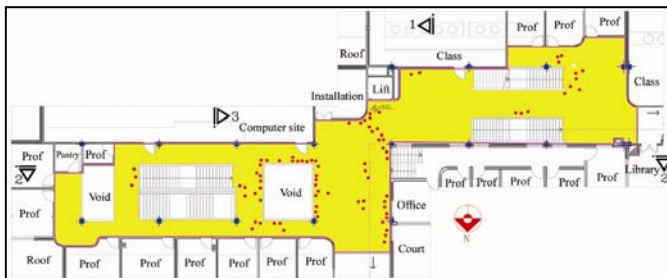 1
Prof Prof Prof
Roof
Class
Class
Lift
Installation
3
Computer site
Prof
Pantry
Prof
2
Void
Void
Prof
Prof
Prof
Prof
Prof
Prof
Library
2
Office
N
Court
Roof
Prof
Prof
Prof
Prof
Prof
Prof